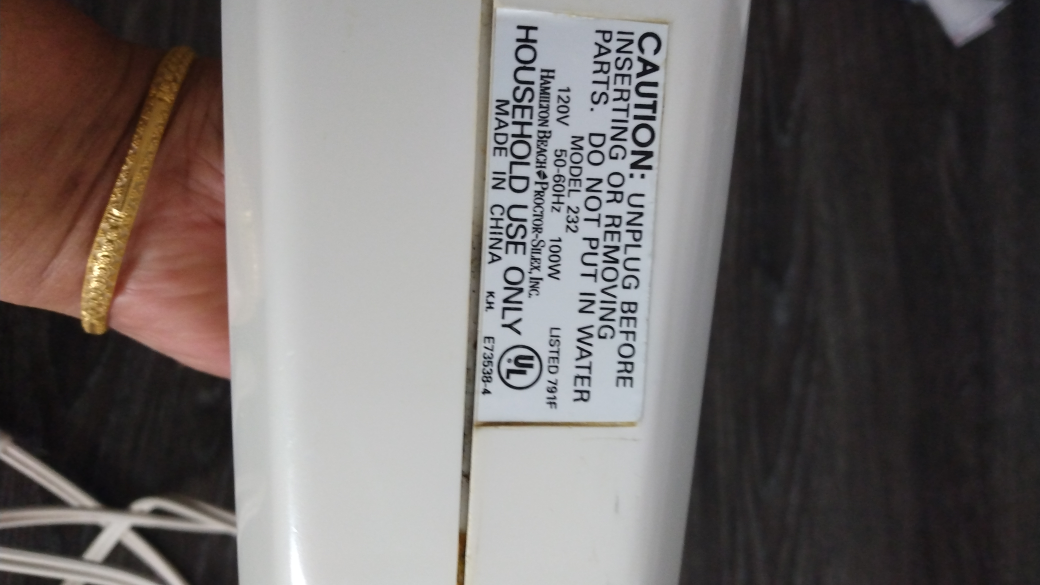 CAUTION: UNPLUG BEFORE
INSERTING OR REMOVING
PARTS. DO NOT PUT IN WATER
MODEL 232
120V 50-60Hz 100W LISTED 791F
HAMILTON BEACH◇PROCTOR-SILEX, INC.
HOUSEHOLD USE ONLY UL
MADE IN CHINA K.H. E73538-4